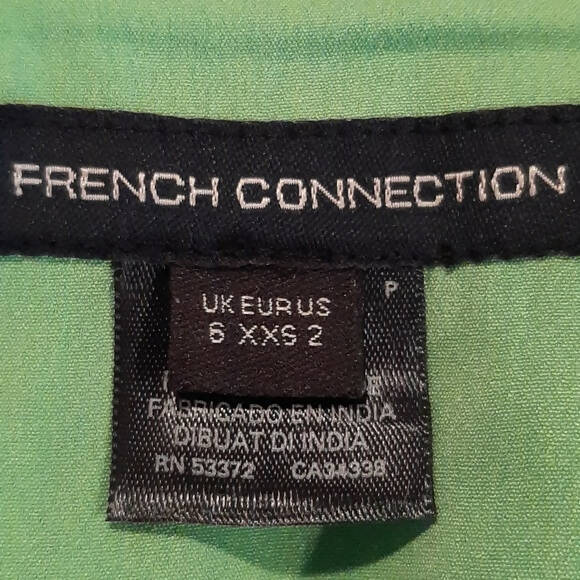 FRENCH CONNECTION
P
UK EUR US
6 XXS 2
FABRICADO EN INDIA
DIBUAT DI INDIA
RN 53372 CA34338